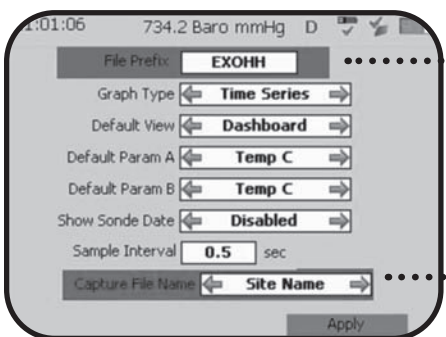 1:01:06 734.2 Baro mmHg D
File Prefix EXOHH
Graph Type Time Series
Default View Dashboard
Default Param A Temp C
Default Param B Temp C
Show Sonde Date Disabled
Sample Interval 0.5 sec
Capture File Name Site Name
Apply